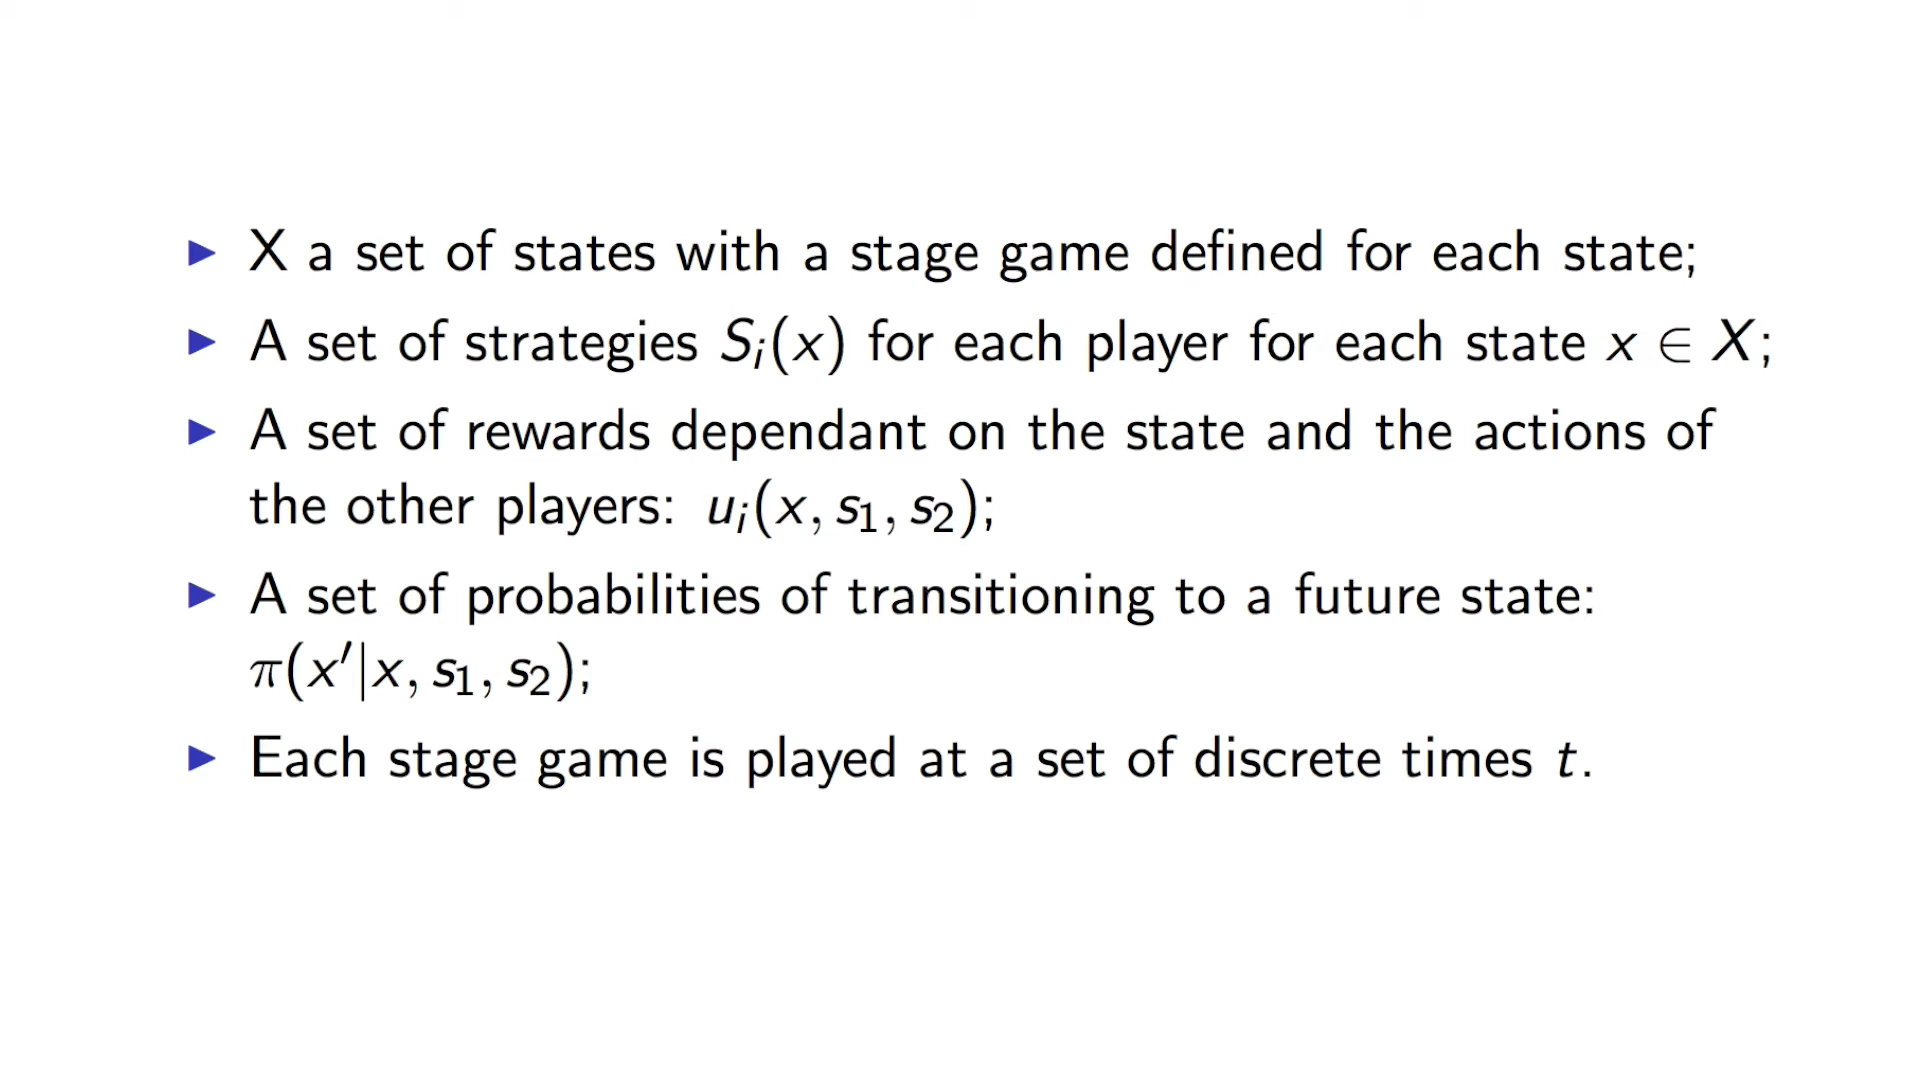 ▶ X a set of states with a stage game defined for each state;
▶ A set of strategies Sᵢ(x) for each player for each state x ∈ X;
▶ A set of rewards dependant on the state and the actions of
the other players: uᵢ(x, s₁, s₂);
▶ A set of probabilities of transitioning to a future state:
π(x′|x, s₁, s₂);
▶ Each stage game is played at a set of discrete times t.